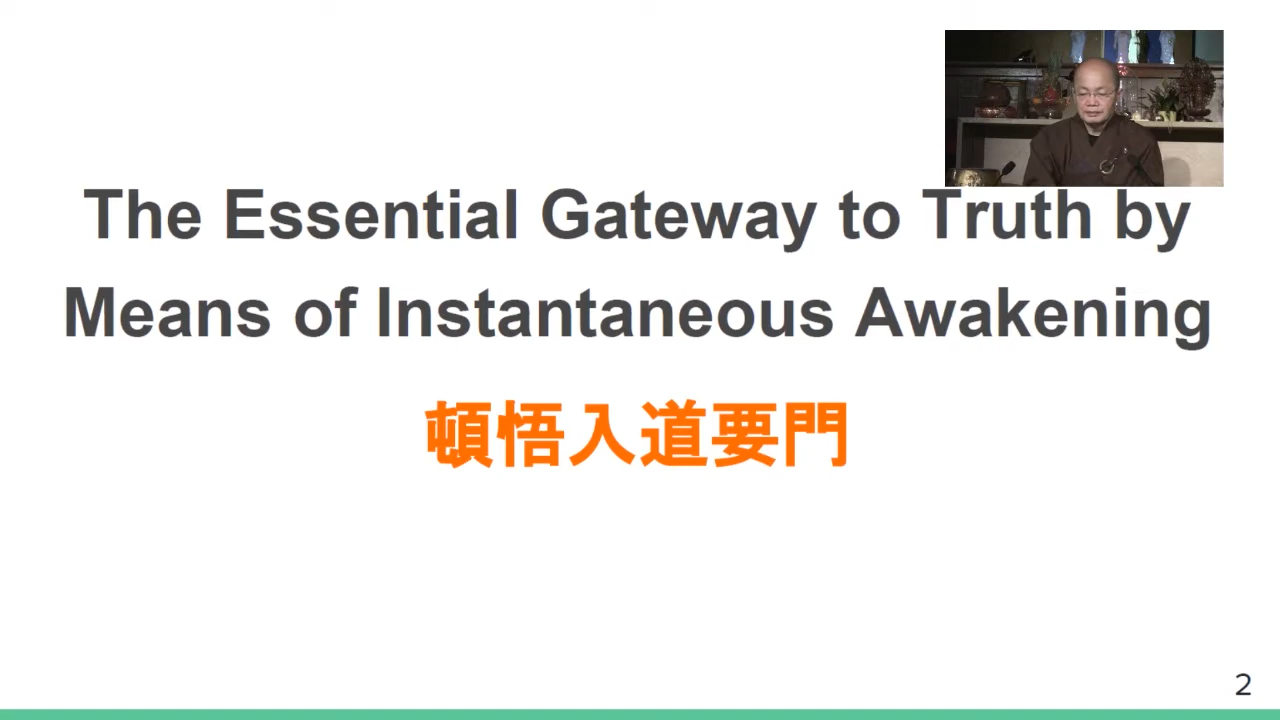 The Essential Gateway to Truth by
Means of Instantaneous Awakening
頓悟入道要門
2